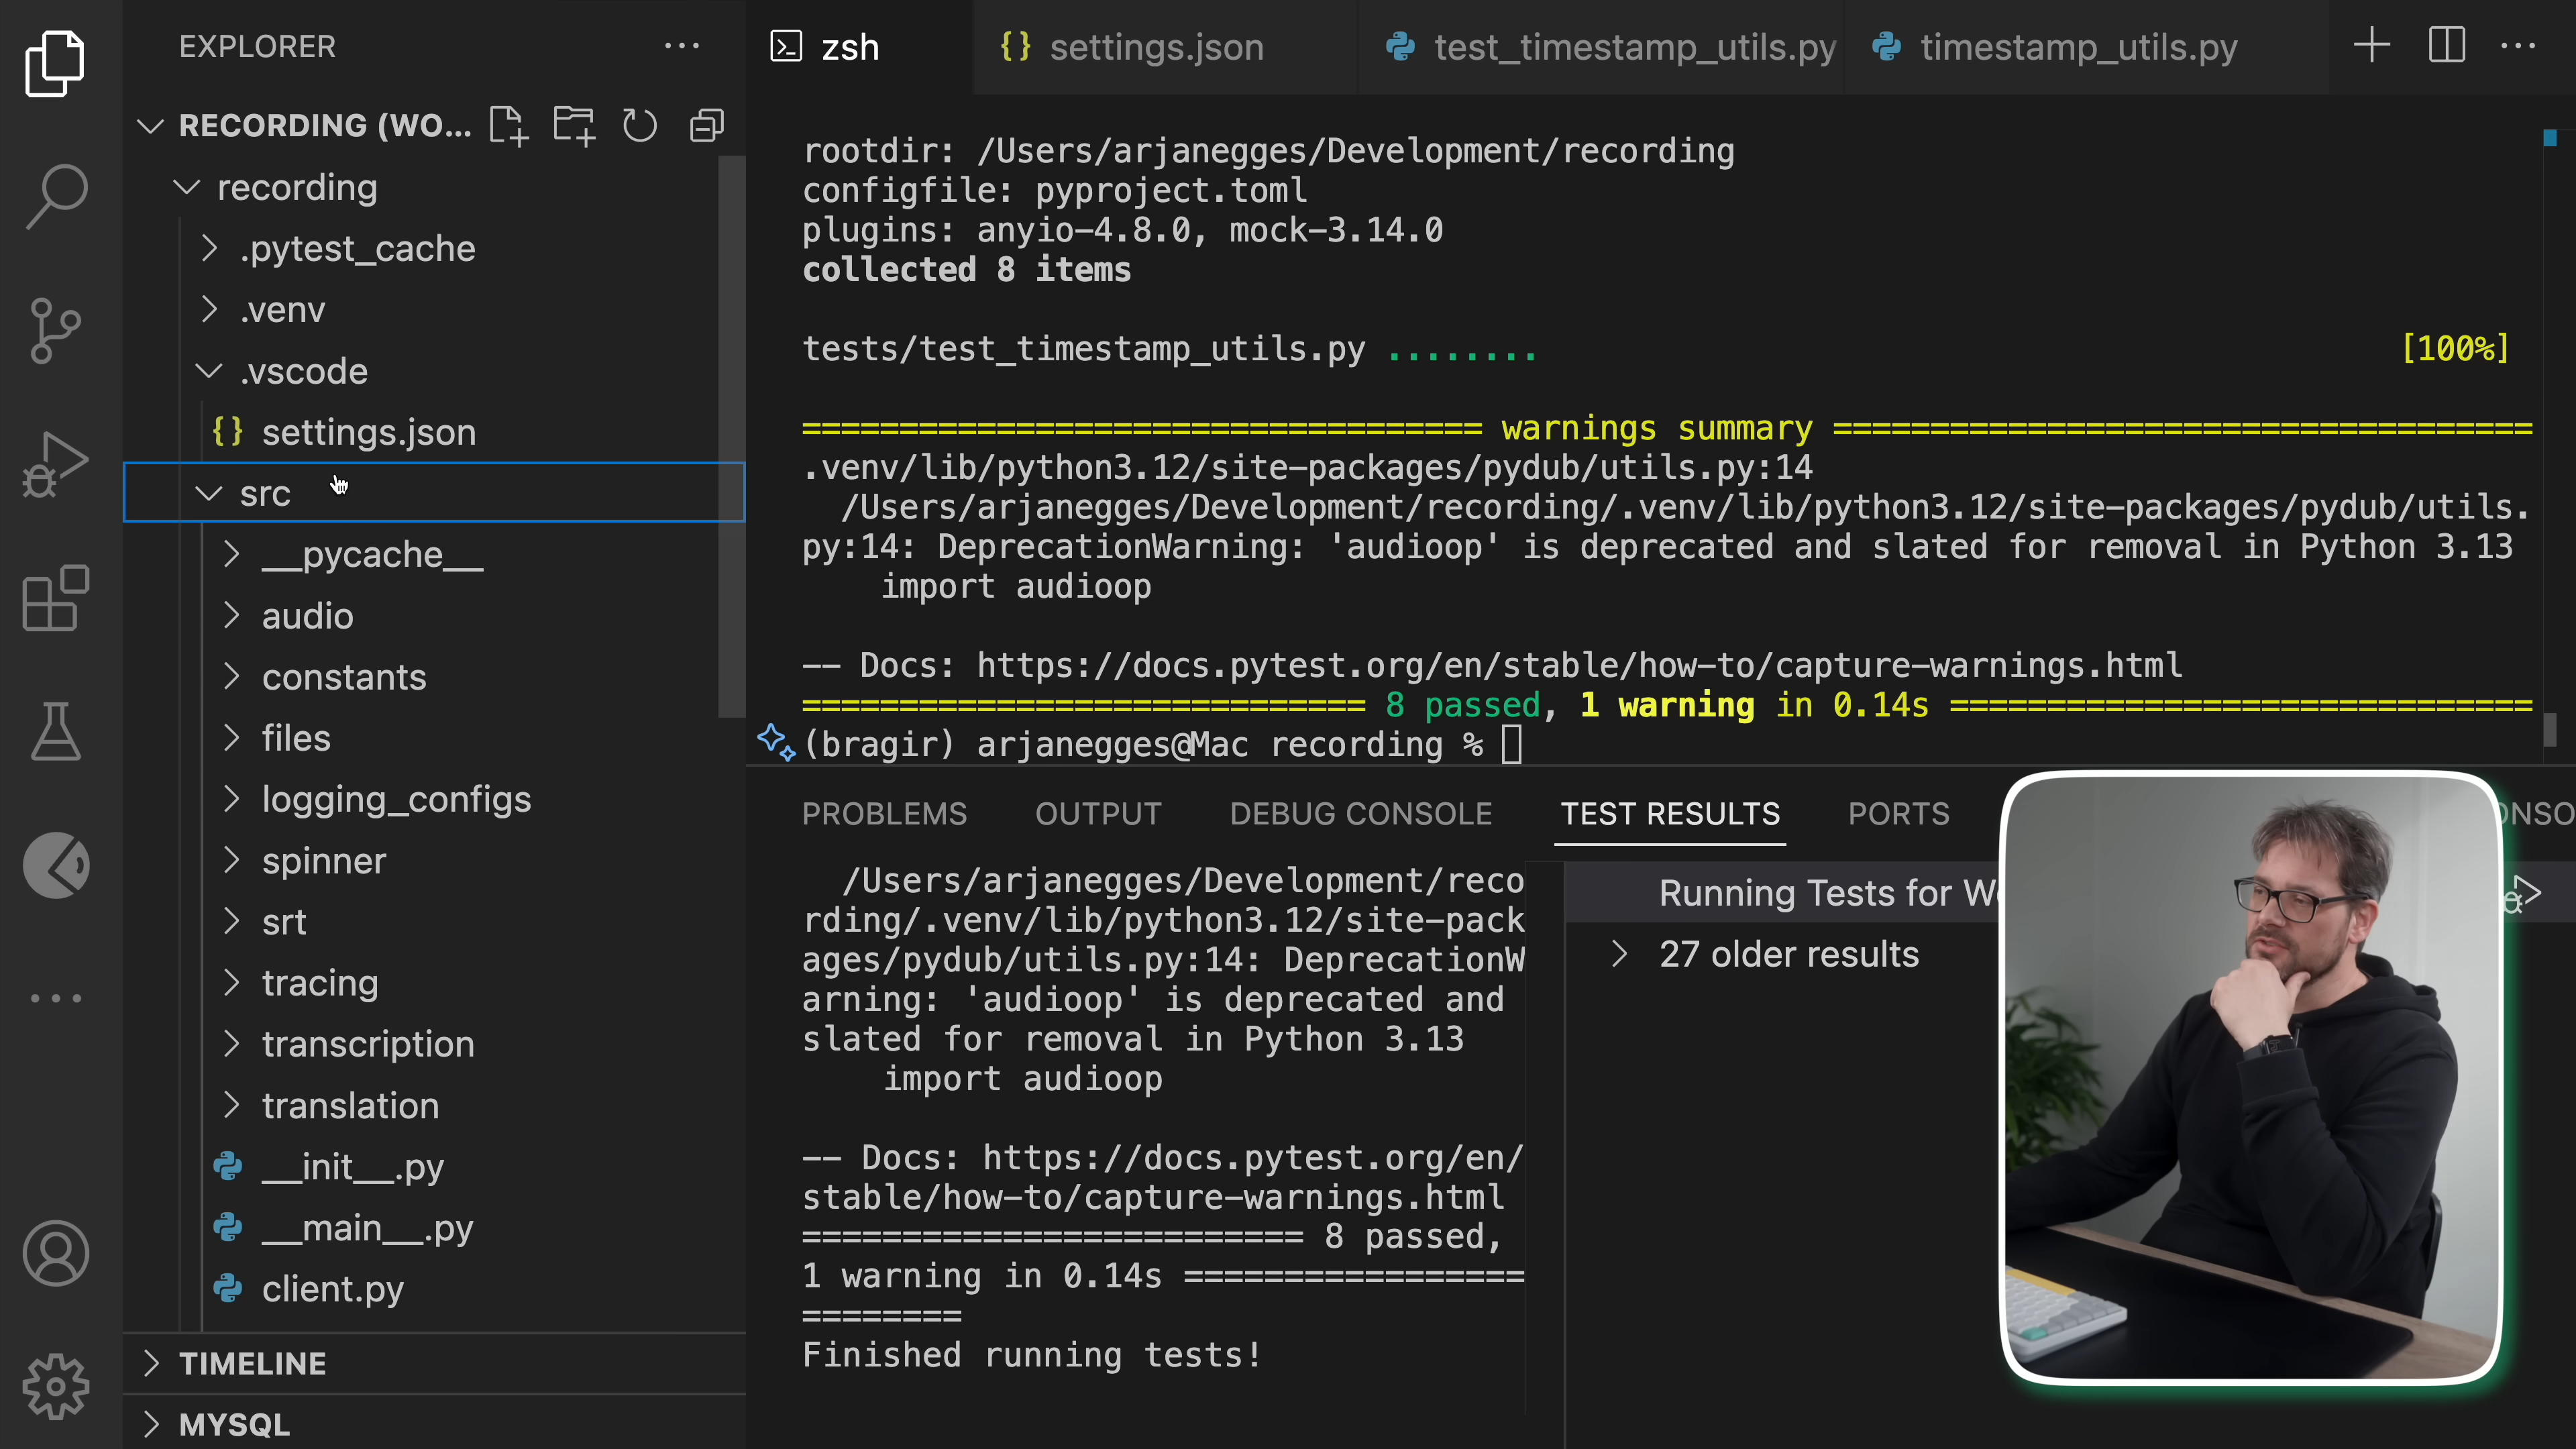 EXPLORER
RECORDING (WO...
recording
.pytest_cache
.venv
.vscode
{} settings.json
src
__pycache__
audio
constants
files
logging_configs
spinner
srt
tracing
transcription
translation
__init__.py
__main__.py
client.py
TIMELINE
MYSQL
zsh
{} settings.json
test_timestamp_utils.py
timestamp_utils.py
rootdir: /Users/arjanegges/Development/recording
configfile: pyproject.toml
plugins: anyio-4.8.0, mock-3.14.0
collected 8 items
tests/test_timestamp_utils.py ........ [100%]
=================================== warnings summary ====================================
.venv/lib/python3.12/site-packages/pydub/utils.py:14
/Users/arjanegges/Development/recording/.venv/lib/python3.12/site-packages/pydub/utils.
py:14: DeprecationWarning: 'audioop' is deprecated and slated for removal in Python 3.13
import audioop
-- Docs: https://docs.pytest.org/en/stable/how-to/capture-warnings.html
============================= 8 passed, 1 warning in 0.14s ==============================
(bragir) arjanegges@Mac recording %
PROBLEMS
OUTPUT
DEBUG CONSOLE
TEST RESULTS
PORTS
/Users/arjanegges/Development/reco
rding/.venv/lib/python3.12/site-pack
ages/pydub/utils.py:14: DeprecationW
arning: 'audioop' is deprecated and
slated for removal in Python 3.13
import audioop
-- Docs: https://docs.pytest.org/en/
stable/how-to/capture-warnings.html
========================== 8 passed,
1 warning in 0.14s =================
========
Finished running tests!
Running Tests for
27 older results